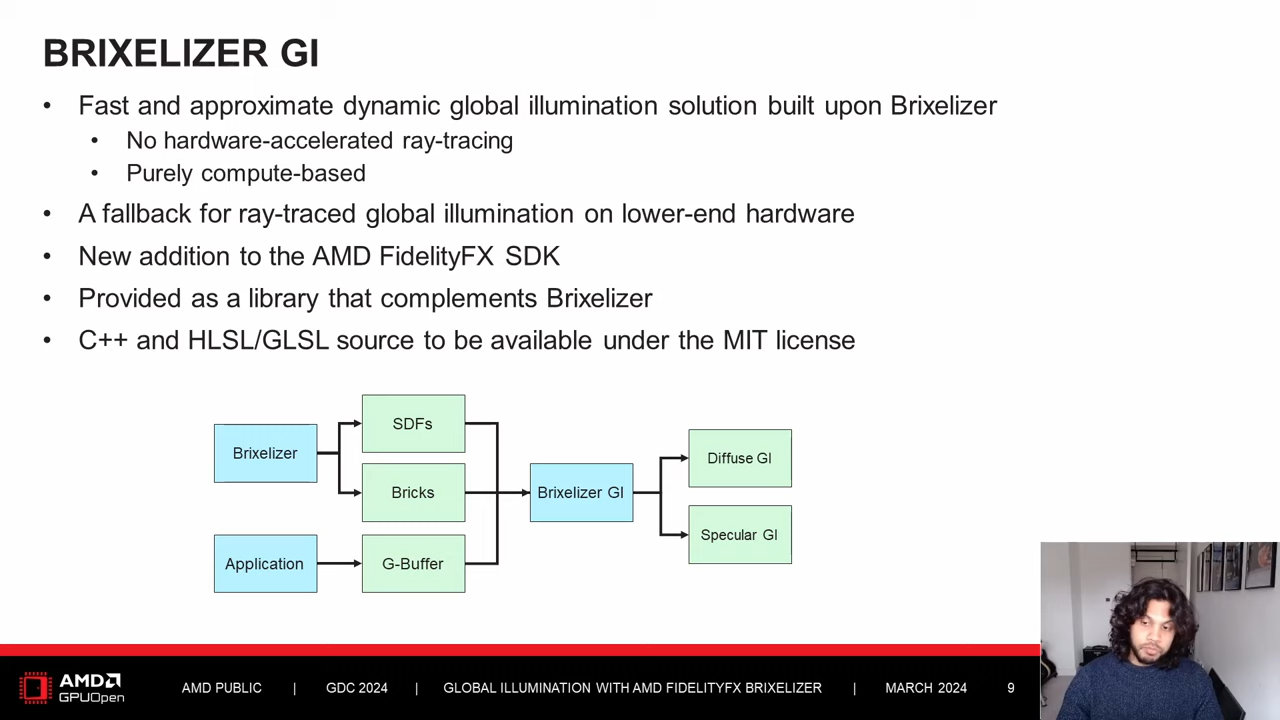 BRIXELIZER GI
• Fast and approximate dynamic global illumination solution built upon Brixelizer
• No hardware-accelerated ray-tracing
• Purely compute-based
• A fallback for ray-traced global illumination on lower-end hardware
• New addition to the AMD FidelityFX SDK
• Provided as a library that complements Brixelizer
• C++ and HLSL/GLSL source to be available under the MIT license
Brixelizer
SDFs
Bricks
Application
G-Buffer
Brixelizer GI
Diffuse GI
Specular GI
AMD
GPUOpen
AMD PUBLIC | GDC 2024 | GLOBAL ILLUMINATION WITH AMD FIDELITYFX BRIXELIZER | MARCH 2024 9